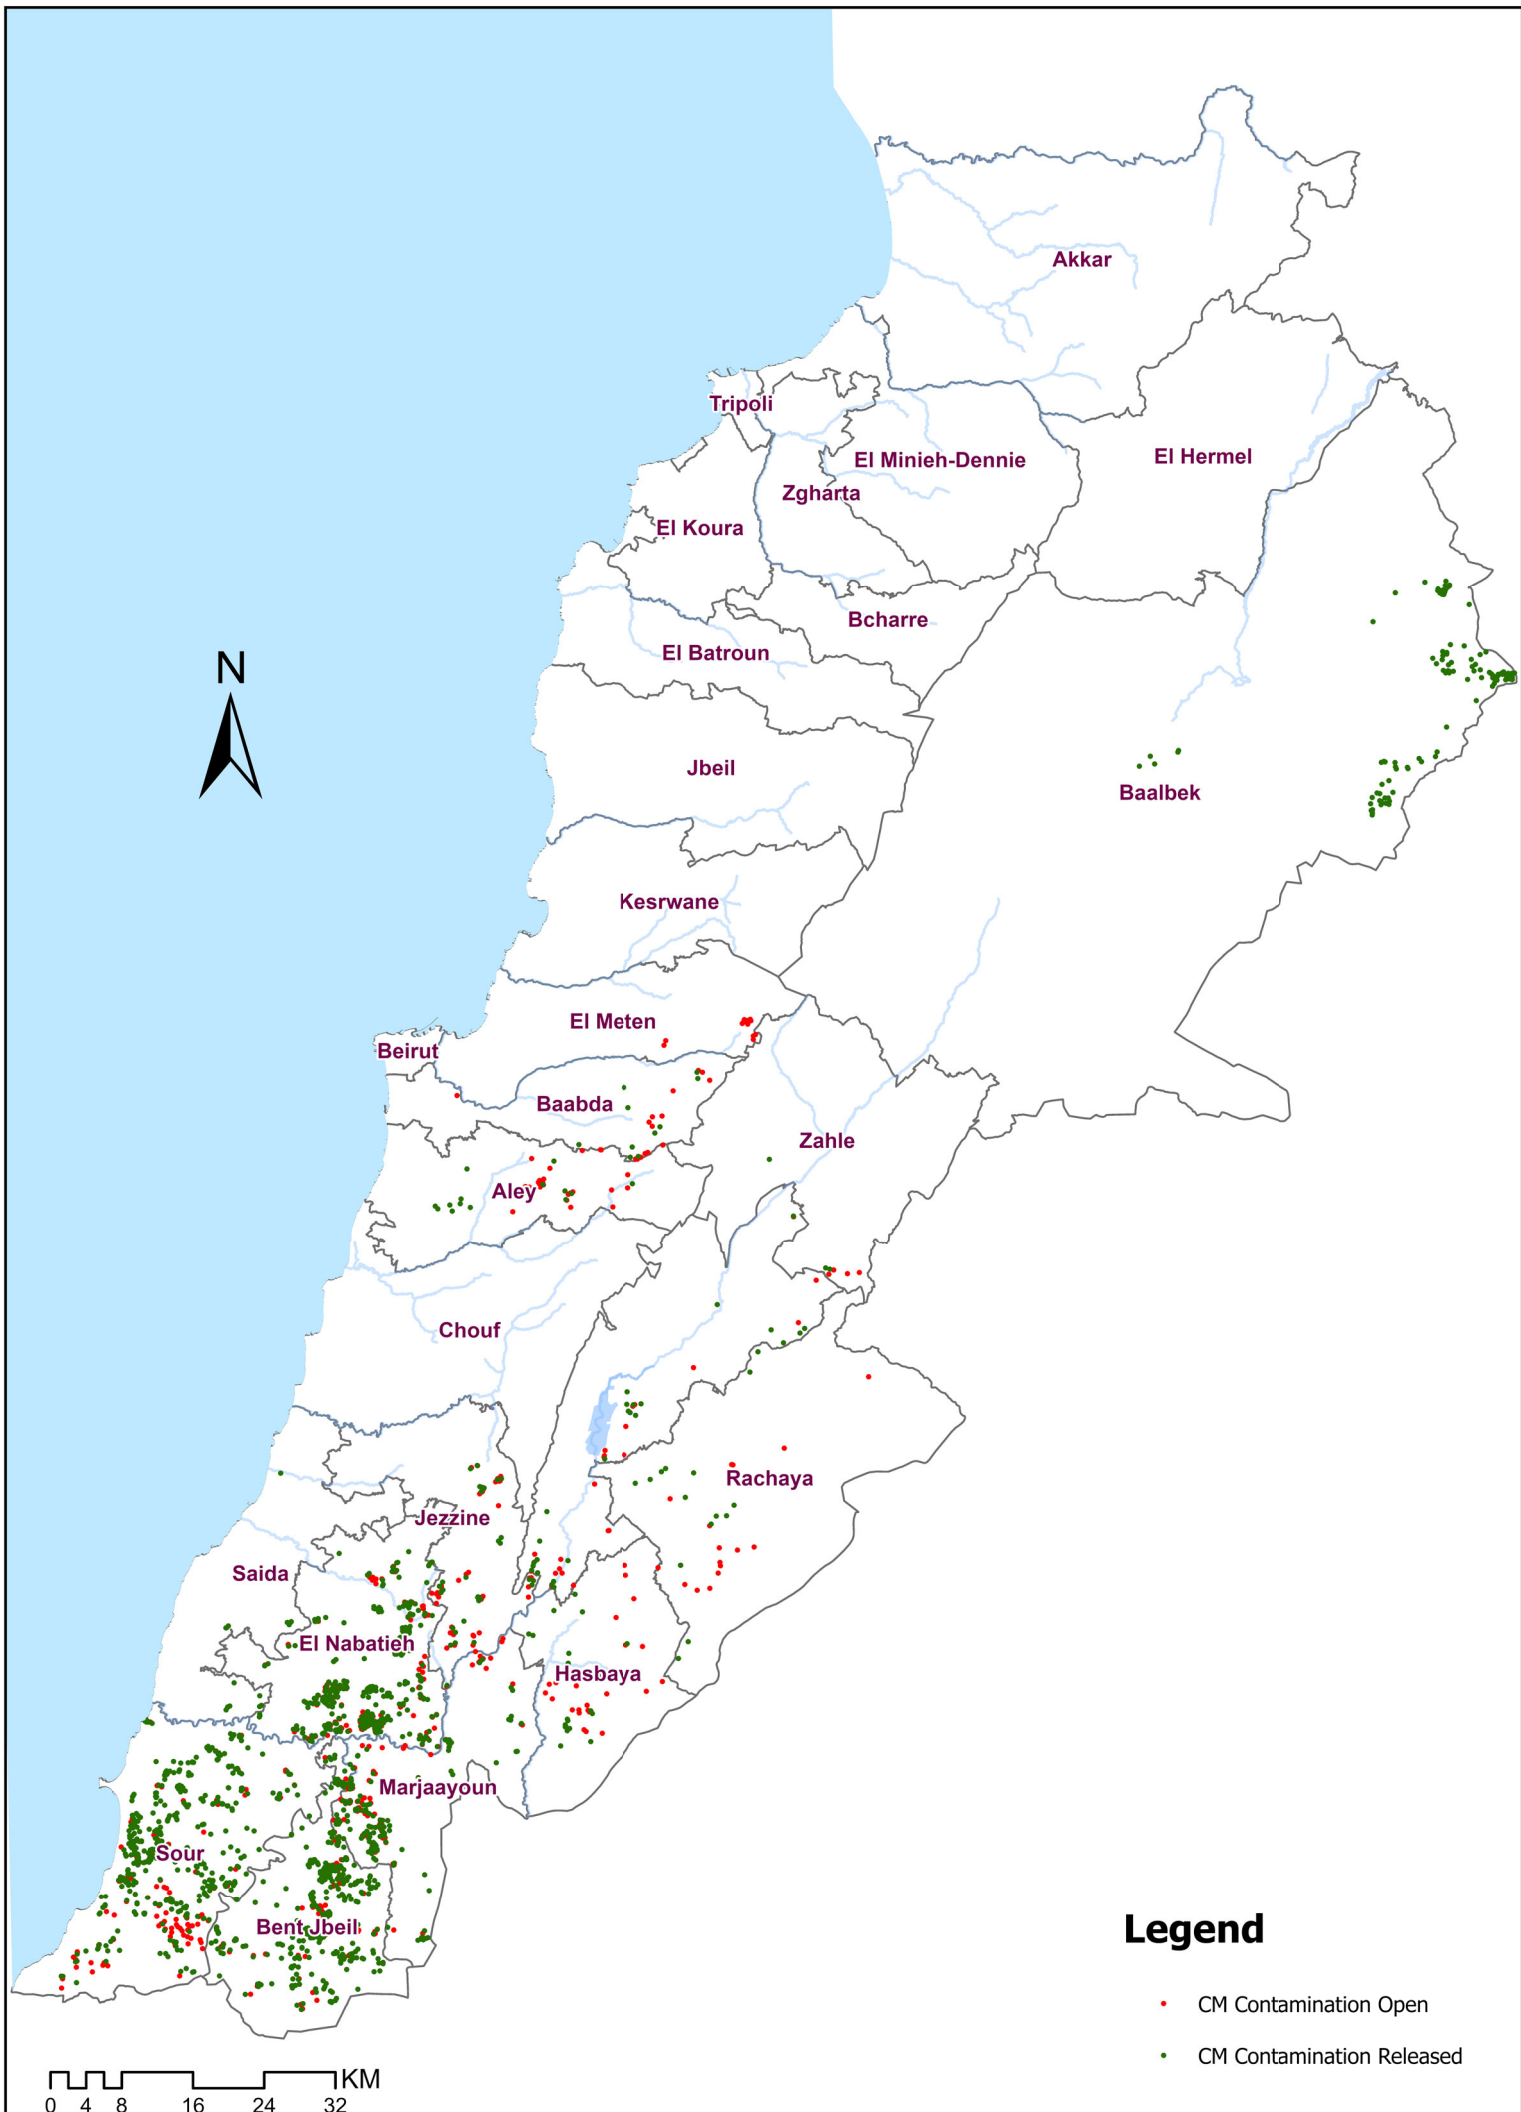 Akkar
Tripoli
El Minieh-Dennie
El Hermel
Zgharta
El Koura
Bcharre
El Batroun
N
Jbeil
Baalbek
Kesrwane
El Meten
Beirut
Baabda
Zahle
Aley
Chouf
Rachaya
Jezzine
Saida
El Nabatieh
Hasbaya
Marjaayoun
Sour
Bent Jbeil
Legend
CM Contamination Open
CM Contamination Released
KM
0 4 8 16 24 32